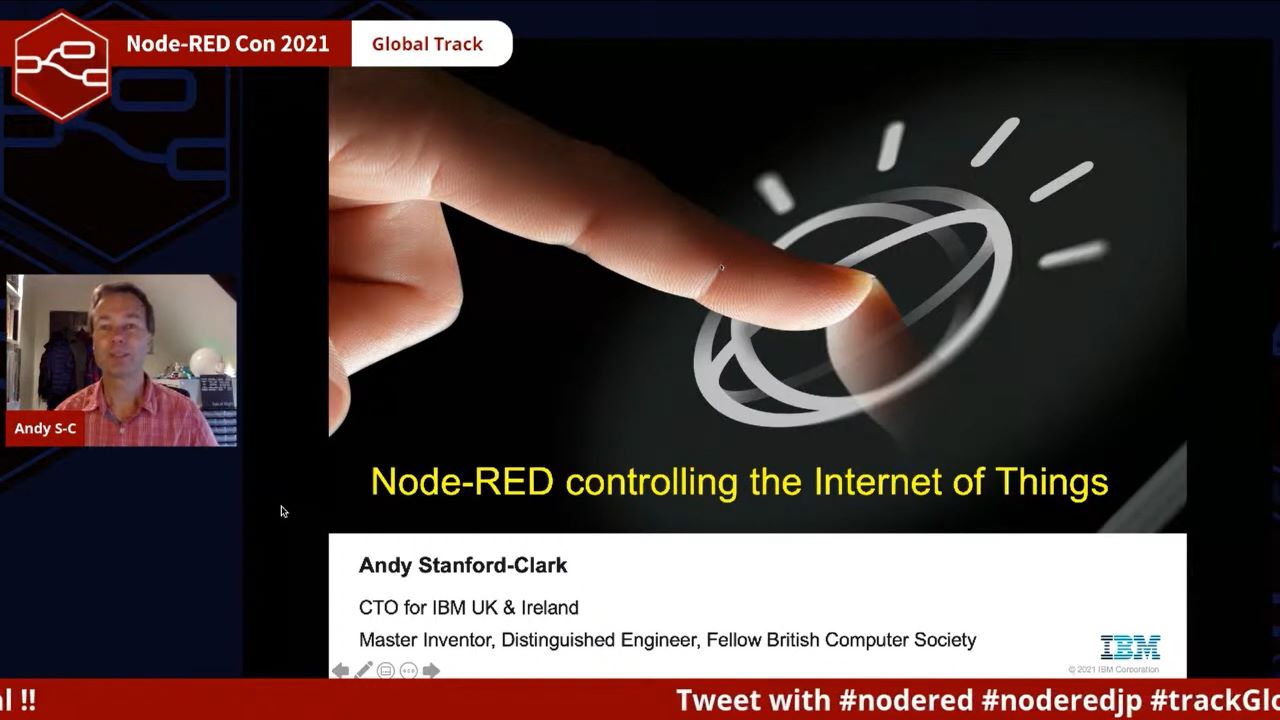 Node-RED Con 2021
Global Track
Andy S-C
Node-RED controlling the Internet of Things
Andy Stanford-Clark
CTO for IBM UK & Ireland
Master Inventor, Distinguished Engineer, Fellow British Computer Society
IBM
© 2021 IBM Corporation
!!
Tweet with #nodered #noderedjp #trackGlo